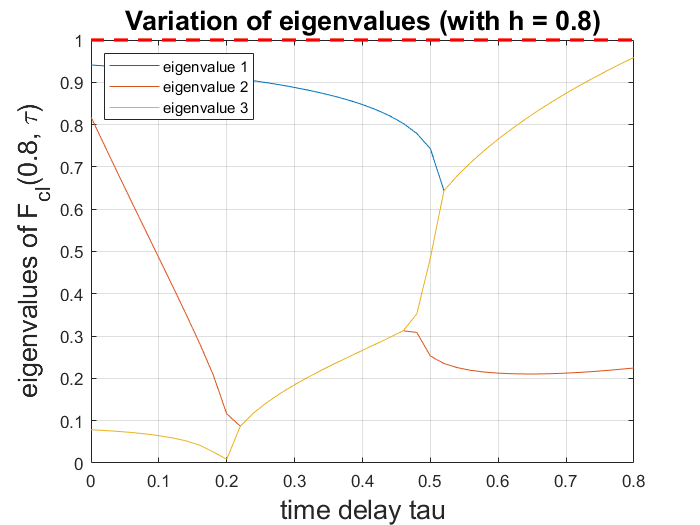 Variation of eigenvalues (with h = 0.8)
eigenvalues of F_cl(0.8, τ)
1
0.9
0.8
0.7
0.6
0.5
0.4
0.3
0.2
0.1
0
eigenvalue 1
eigenvalue 2
eigenvalue 3
0 0.1 0.2 0.3 0.4 0.5 0.6 0.7 0.8
time delay tau